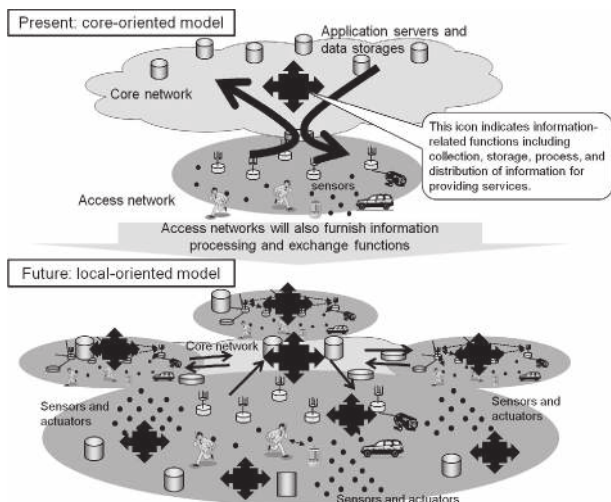 Present: core-oriented model
Application servers and
data storages
Core network
This icon indicates information-
related functions including
collection, storage, process, and
distribution of information for
providing services.
sensors
Access network
Access networks will also furnish information
processing and exchange functions
Future: local-oriented model
Core network
Sensors and
actuators
Sensors and
actuators
Sensors and actuators